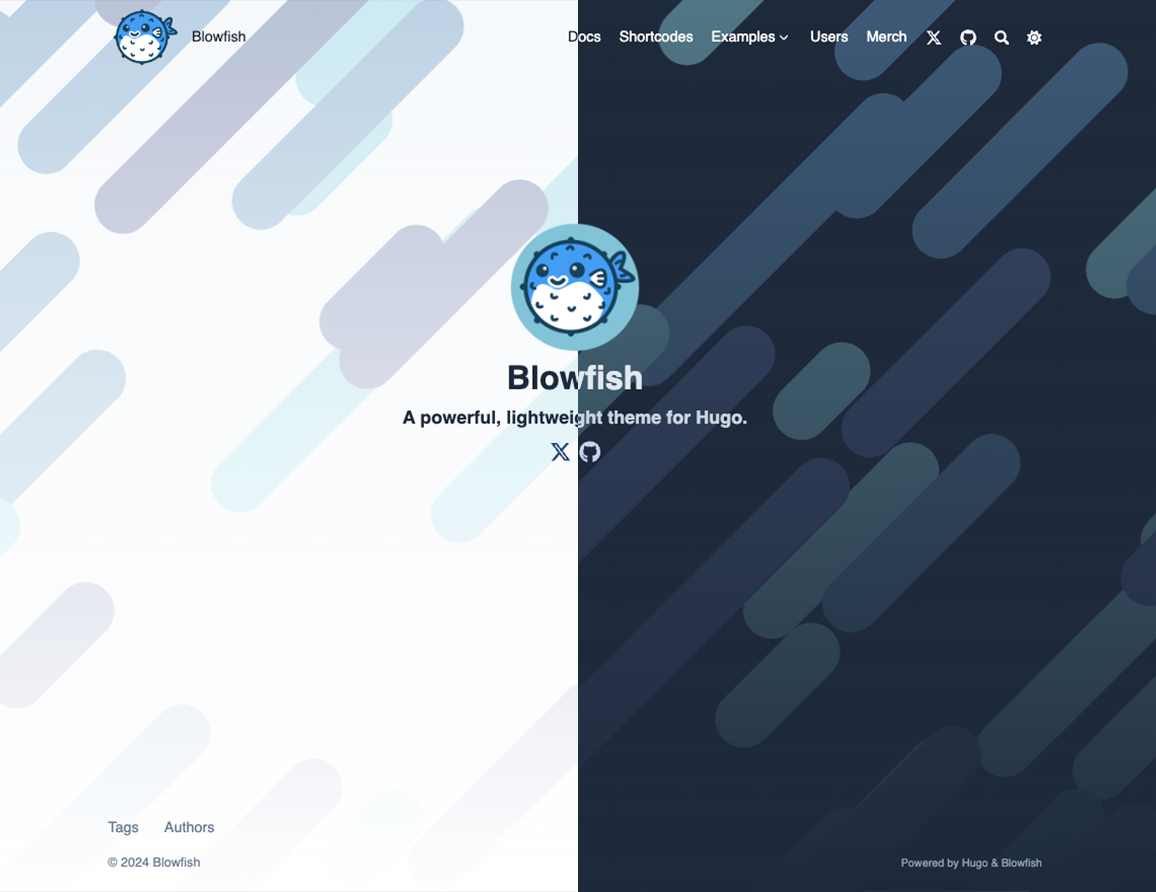 Blowfish Docs Shortcodes Examples Users Merch
Blowfish
A powerful, lightweight theme for Hugo.
Tags Authors
© 2024 Blowfish Powered by Hugo & Blowfish